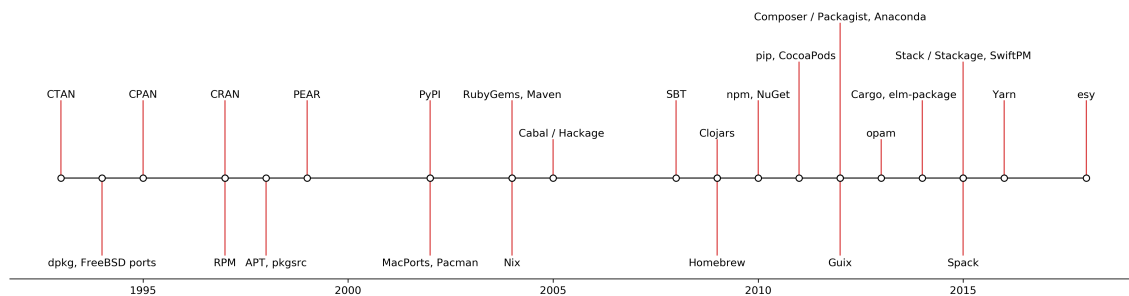 Composer / Packagist, Anaconda
pip, CocoaPods
Stack / Stackage, SwiftPM
CTAN
CPAN
CRAN
PEAR
PyPI
RubyGems, Maven
SBT
npm, NuGet
Cargo, elm-package
Yarn
esy
Cabal / Hackage
Clojars
opam
dpkg, FreeBSD ports
RPM
APT, pkgsrc
MacPorts, Pacman
Nix
Homebrew
Guix
Spack
1995
2000
2005
2010
2015